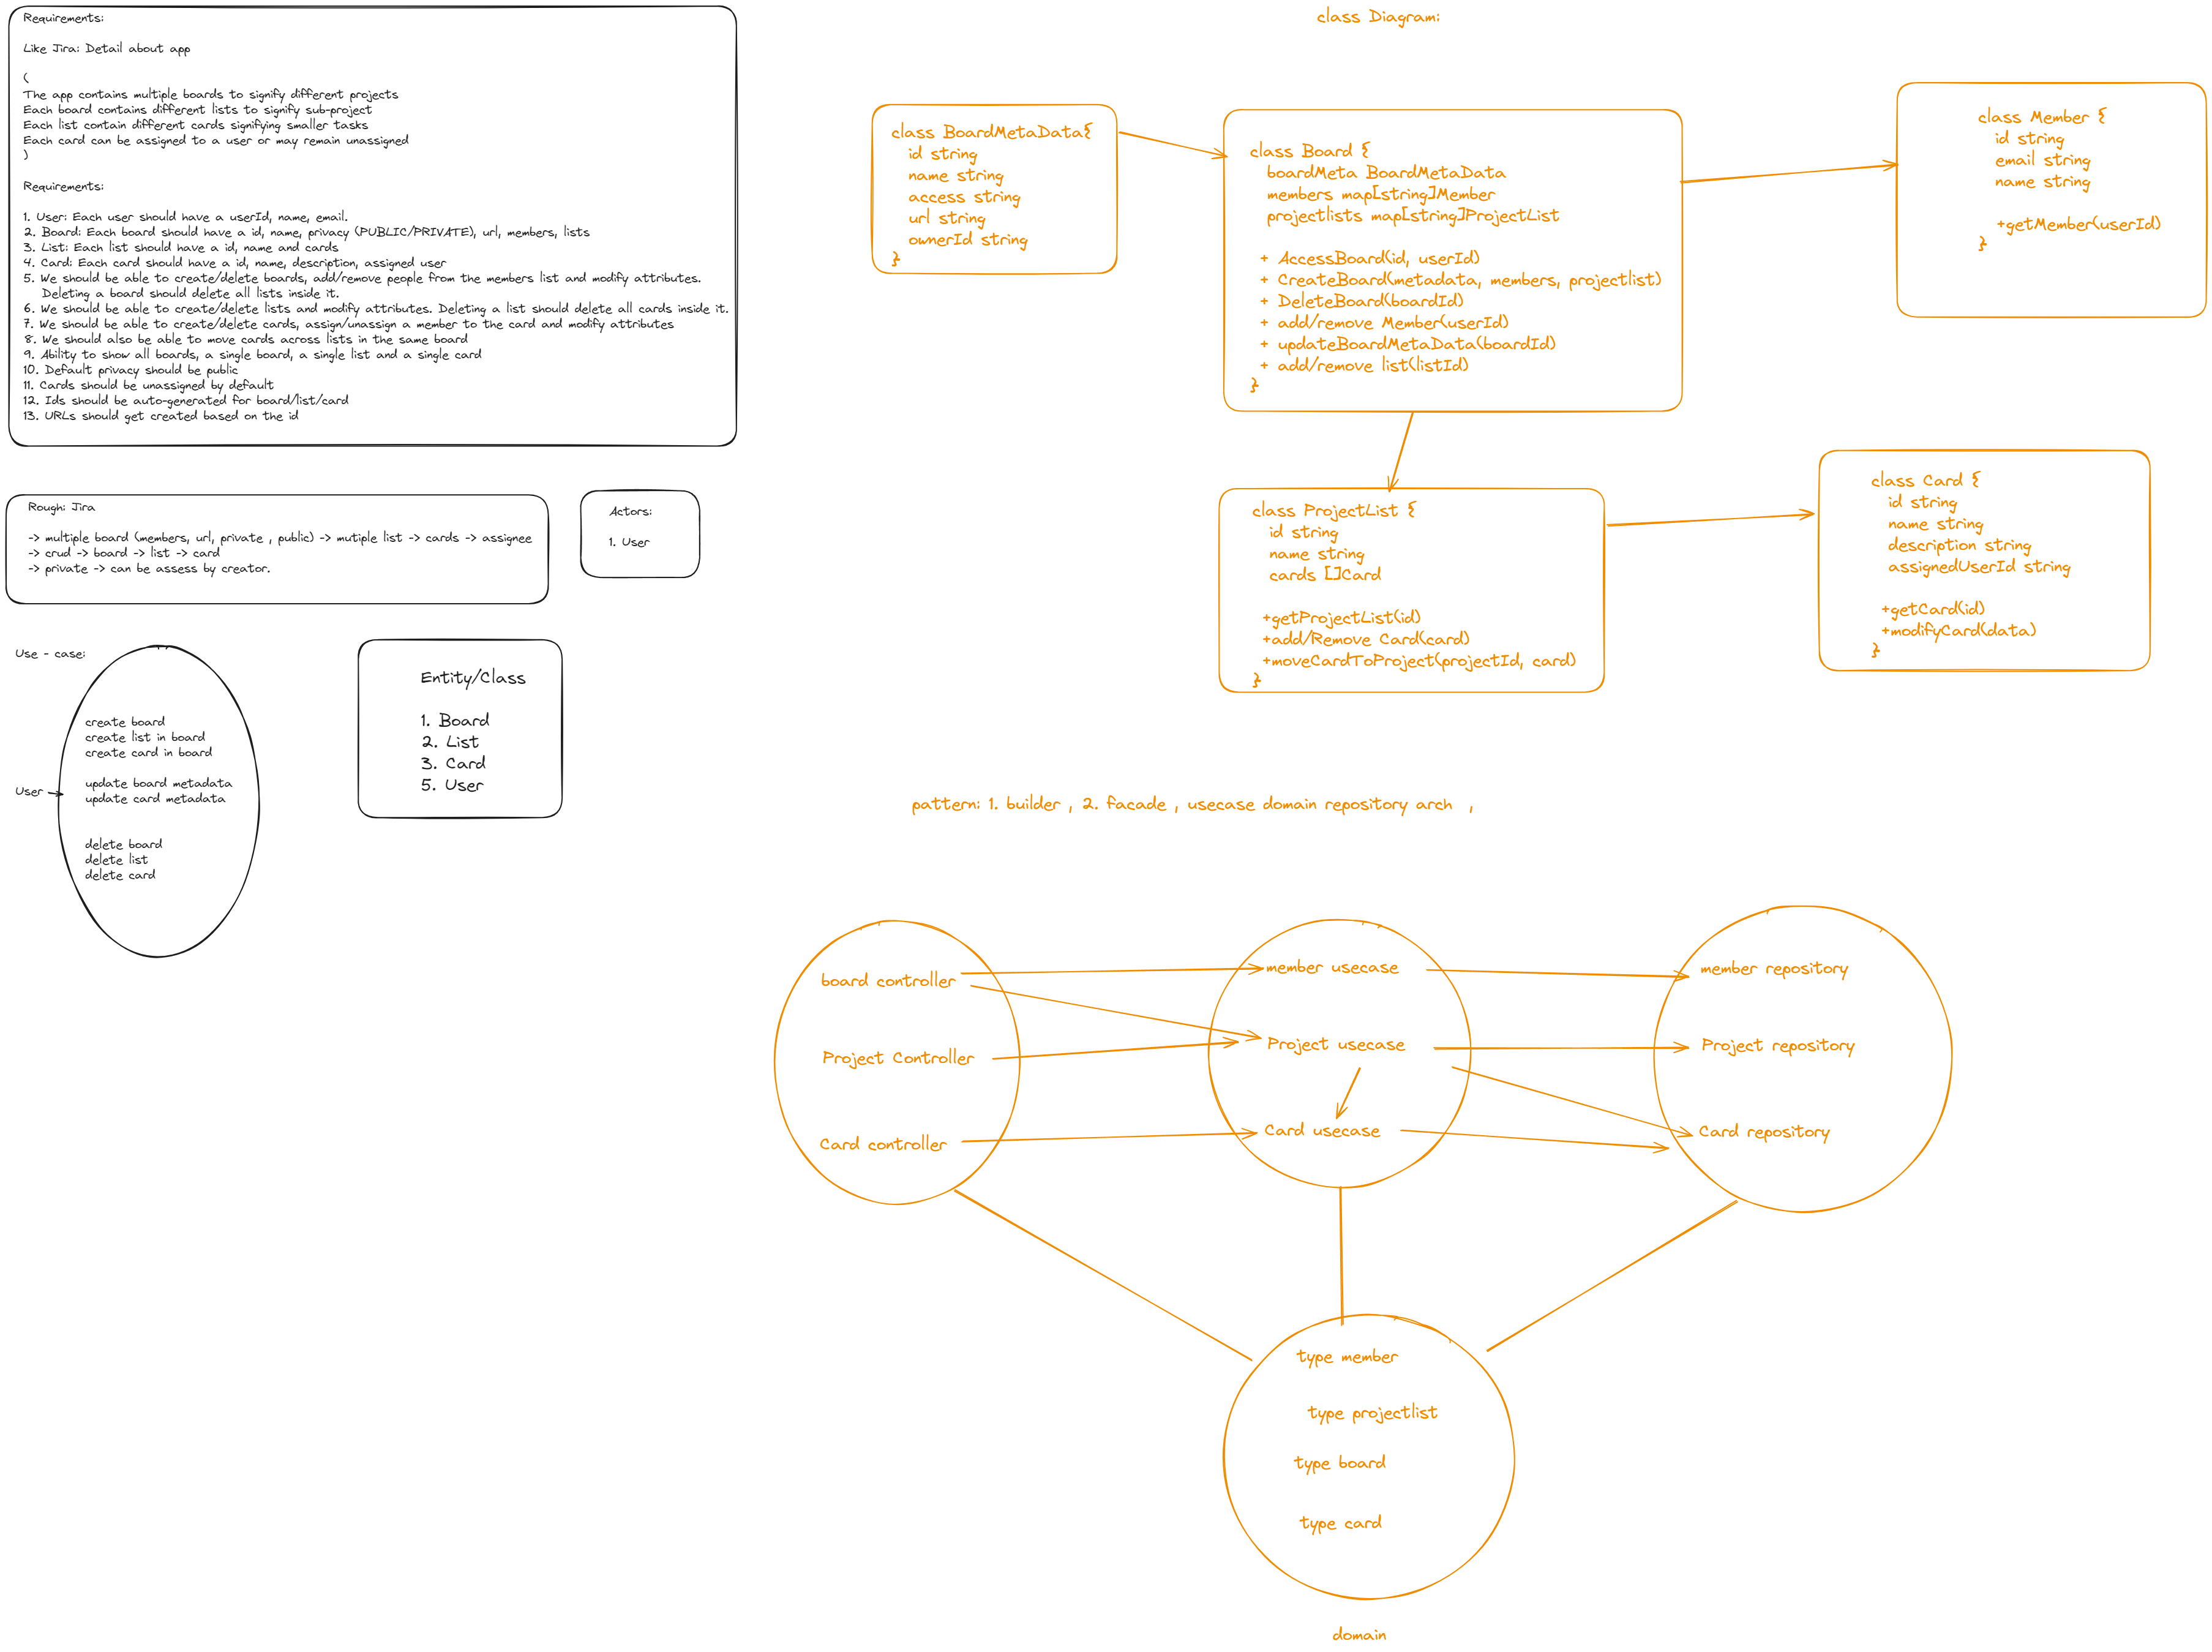 Requirements:
Like Jira: Detail about app
(
The app contains multiple boards to signify different projects
Each board contains different lists to signify sub-project
Each list contain different cards signifying smaller tasks
Each card can be assigned to a user or may remain unassigned
)
Requirements:
1. User: Each user should have a userId, name, email.
2. Board: Each board should have a id, name, privacy (PUBLIC/PRIVATE), url, members, lists
3. List: Each list should have a id, name and cards
4. Card: Each card should have a id, name, description, assigned user
5. We should be able to create/delete boards, add/remove people from the members list and modify attributes.
Deleting a board should delete all lists inside it.
6. We should be able to create/delete lists and modify attributes. Deleting a list should delete all cards inside it.
7. We should be able to create/delete cards, assign/unassign a member to the card and modify attributes
8. We should also be able to move cards across lists in the same board
9. Ability to show all boards, a single board, a single list and a single card
10. Default privacy should be public
11. Cards should be unassigned by default
12. Ids should be auto-generated for board/list/card
13. URLs should get created based on the id
Rough: Jira
-> multiple board (members, url, private , public) -> mutiple list -> cards -> assignee
-> crud -> board -> list -> card
-> private -> can be assess by creator.
Actors:
1. User
Use - case:
User
create board
create list in board
create card in board
update board metadata
update card metadata
delete board
delete list
delete card
Entity/Class
1. Board
2. List
3. Card
5. User
class Diagram:
class BoardMetaData{
id string
name string
access string
url string
ownerId string
}
class Board {
boardMeta BoardMetaData
members map[string]Member
projectlists map[string]ProjectList
+ AccessBoard(id, userId)
+ CreateBoard(metadata, members, projectlist)
+ DeleteBoard(boardId)
+ add/remove Member(userId)
+ updateBoardMetaData(boardId)
+ add/remove list(listId)
}
class Member {
id string
email string
name string
+getMember(userId)
}
class ProjectList {
id string
name string
cards []Card
+getProjectList(id)
+add/Remove Card(card)
+moveCardToProject(projectId, card)
}
class Card {
id string
name string
description string
assignedUserId string
+getCard(id)
+modifyCard(data)
}
pattern: 1. builder , 2. facade , usecase domain repository arch ,
board controller
Project Controller
Card controller
member usecase
Project usecase
Card usecase
member repository
Project repository
Card repository
type member
type projectlist
type board
type card
domain